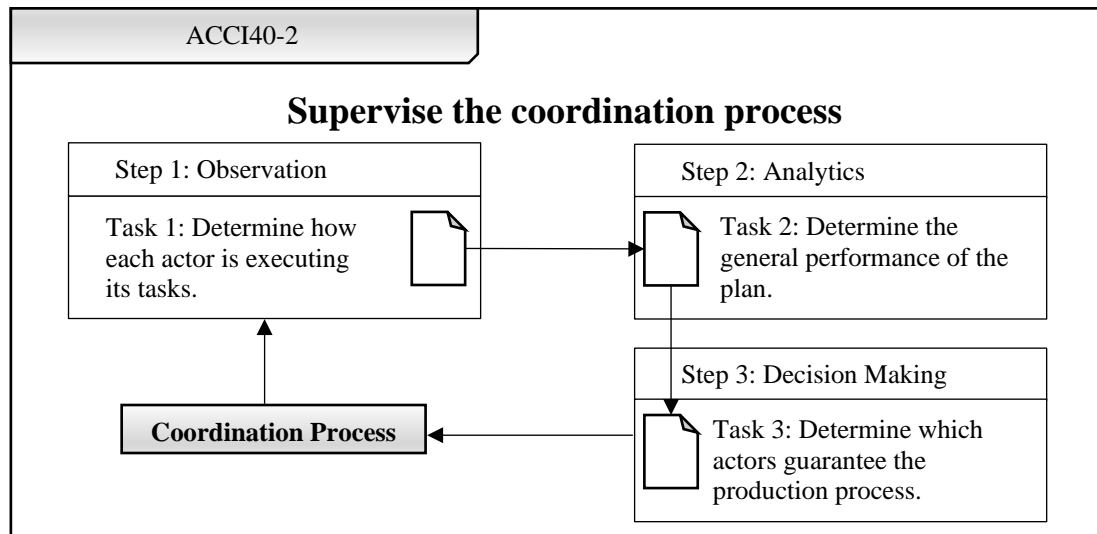 ACCI40-2
Supervise the coordination process
Step 1: Observation
Task 1: Determine how
each actor is executing
its tasks.
Step 2: Analytics
Task 2: Determine the
general performance of the
plan.
Step 3: Decision Making
Task 3: Determine which
actors guarantee the
production process.
Coordination Process